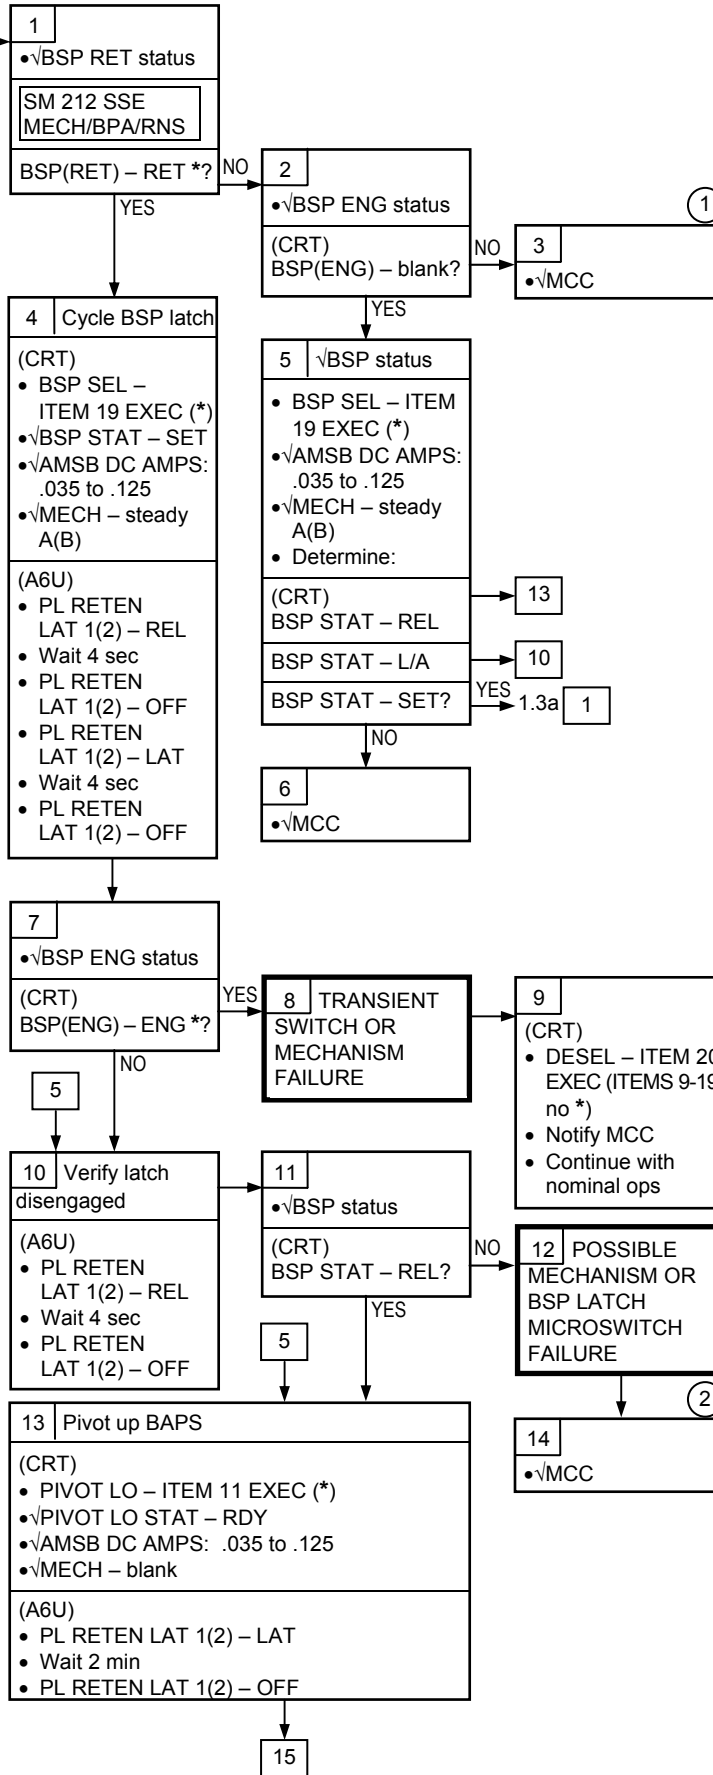 1
•√BSP RET status
SM 212 SSE
MECH/BPA/RNS
BSP(RET) – RET *?
NO
YES
2
•√BSP ENG status
(CRT)
BSP(ENG) – blank?
NO
YES
1
3
•√MCC
4 Cycle BSP latch
(CRT)
• BSP SEL –
ITEM 19 EXEC (*)
•√BSP STAT – SET
•√AMSB DC AMPS:
.035 to .125
•√MECH – steady
A(B)
(A6U)
• PL RETEN
LAT 1(2) – REL
• Wait 4 sec
• PL RETEN
LAT 1(2) – OFF
• PL RETEN
LAT 1(2) – LAT
• Wait 4 sec
• PL RETEN
LAT 1(2) – OFF
5 √BSP status
• BSP SEL – ITEM
19 EXEC (*)
•√AMSB DC AMPS:
.035 to .125
•√MECH – steady
A(B)
• Determine:
(CRT)
BSP STAT – REL
13
BSP STAT – L/A
10
BSP STAT – SET?
YES
1.3a 1
NO
6
•√MCC
7
•√BSP ENG status
(CRT)
BSP(ENG) – ENG *?
YES
NO
8 TRANSIENT
SWITCH OR
MECHANISM
FAILURE
9
(CRT)
• DESEL – ITEM 20
EXEC (ITEMS 9-19
no *)
• Notify MCC
• Continue with
nominal ops
5
10 Verify latch
disengaged
(A6U)
• PL RETEN
LAT 1(2) – REL
• Wait 4 sec
• PL RETEN
LAT 1(2) – OFF
11
•√BSP status
(CRT)
BSP STAT – REL?
NO
YES
12 POSSIBLE
MECHANISM OR
BSP LATCH
MICROSWITCH
FAILURE
5
2
14
•√MCC
13 Pivot up BAPS
(CRT)
• PIVOT LO – ITEM 11 EXEC (*)
•√PIVOT LO STAT – RDY
•√AMSB DC AMPS: .035 to .125
•√MECH – blank
(A6U)
• PL RETEN LAT 1(2) – LAT
• Wait 2 min
• PL RETEN LAT 1(2) – OFF
15